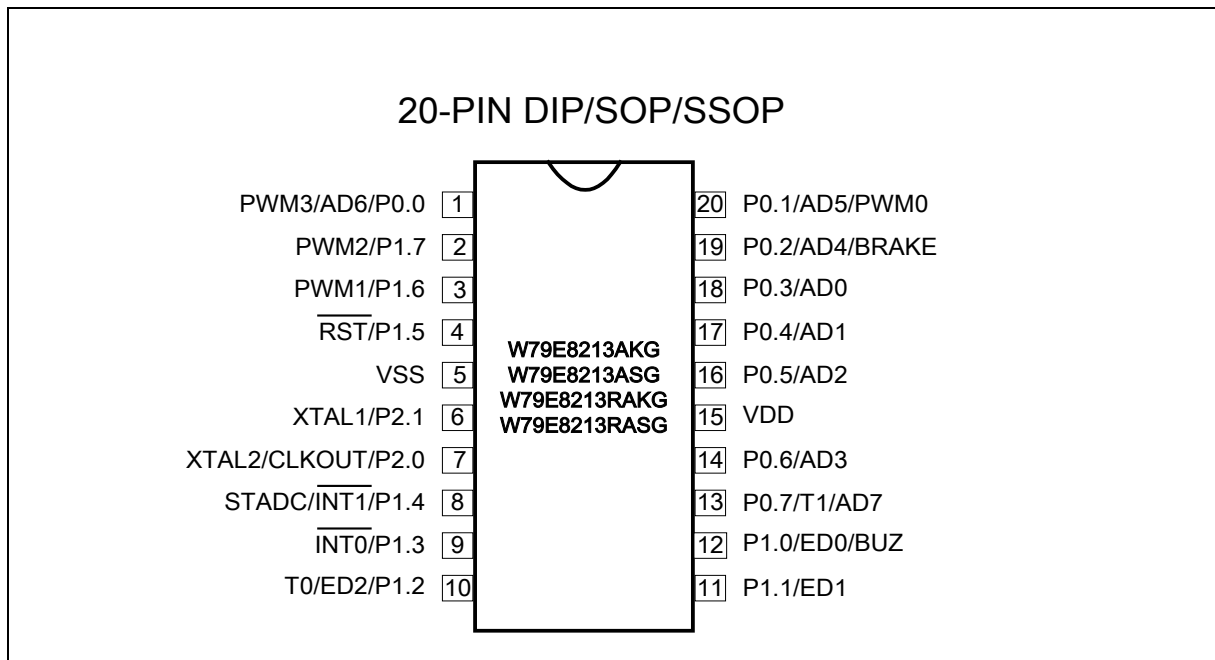 20-PIN DIP/SOP/SSOP
PWM3/AD6/P0.0 1
PWM2/P1.7 2
PWM1/P1.6 3
RST/P1.5 4
VSS 5
XTAL1/P2.1 6
XTAL2/CLKOUT/P2.0 7
STADC/INT1/P1.4 8
INT0/P1.3 9
T0/ED2/P1.2 10
W79E8213AKG
W79E8213ASG
W79E8213RAKG
W79E8213RASG
20 P0.1/AD5/PWM0
19 P0.2/AD4/BRAKE
18 P0.3/AD0
17 P0.4/AD1
16 P0.5/AD2
15 VDD
14 P0.6/AD3
13 P0.7/T1/AD7
12 P1.0/ED0/BUZ
11 P1.1/ED1